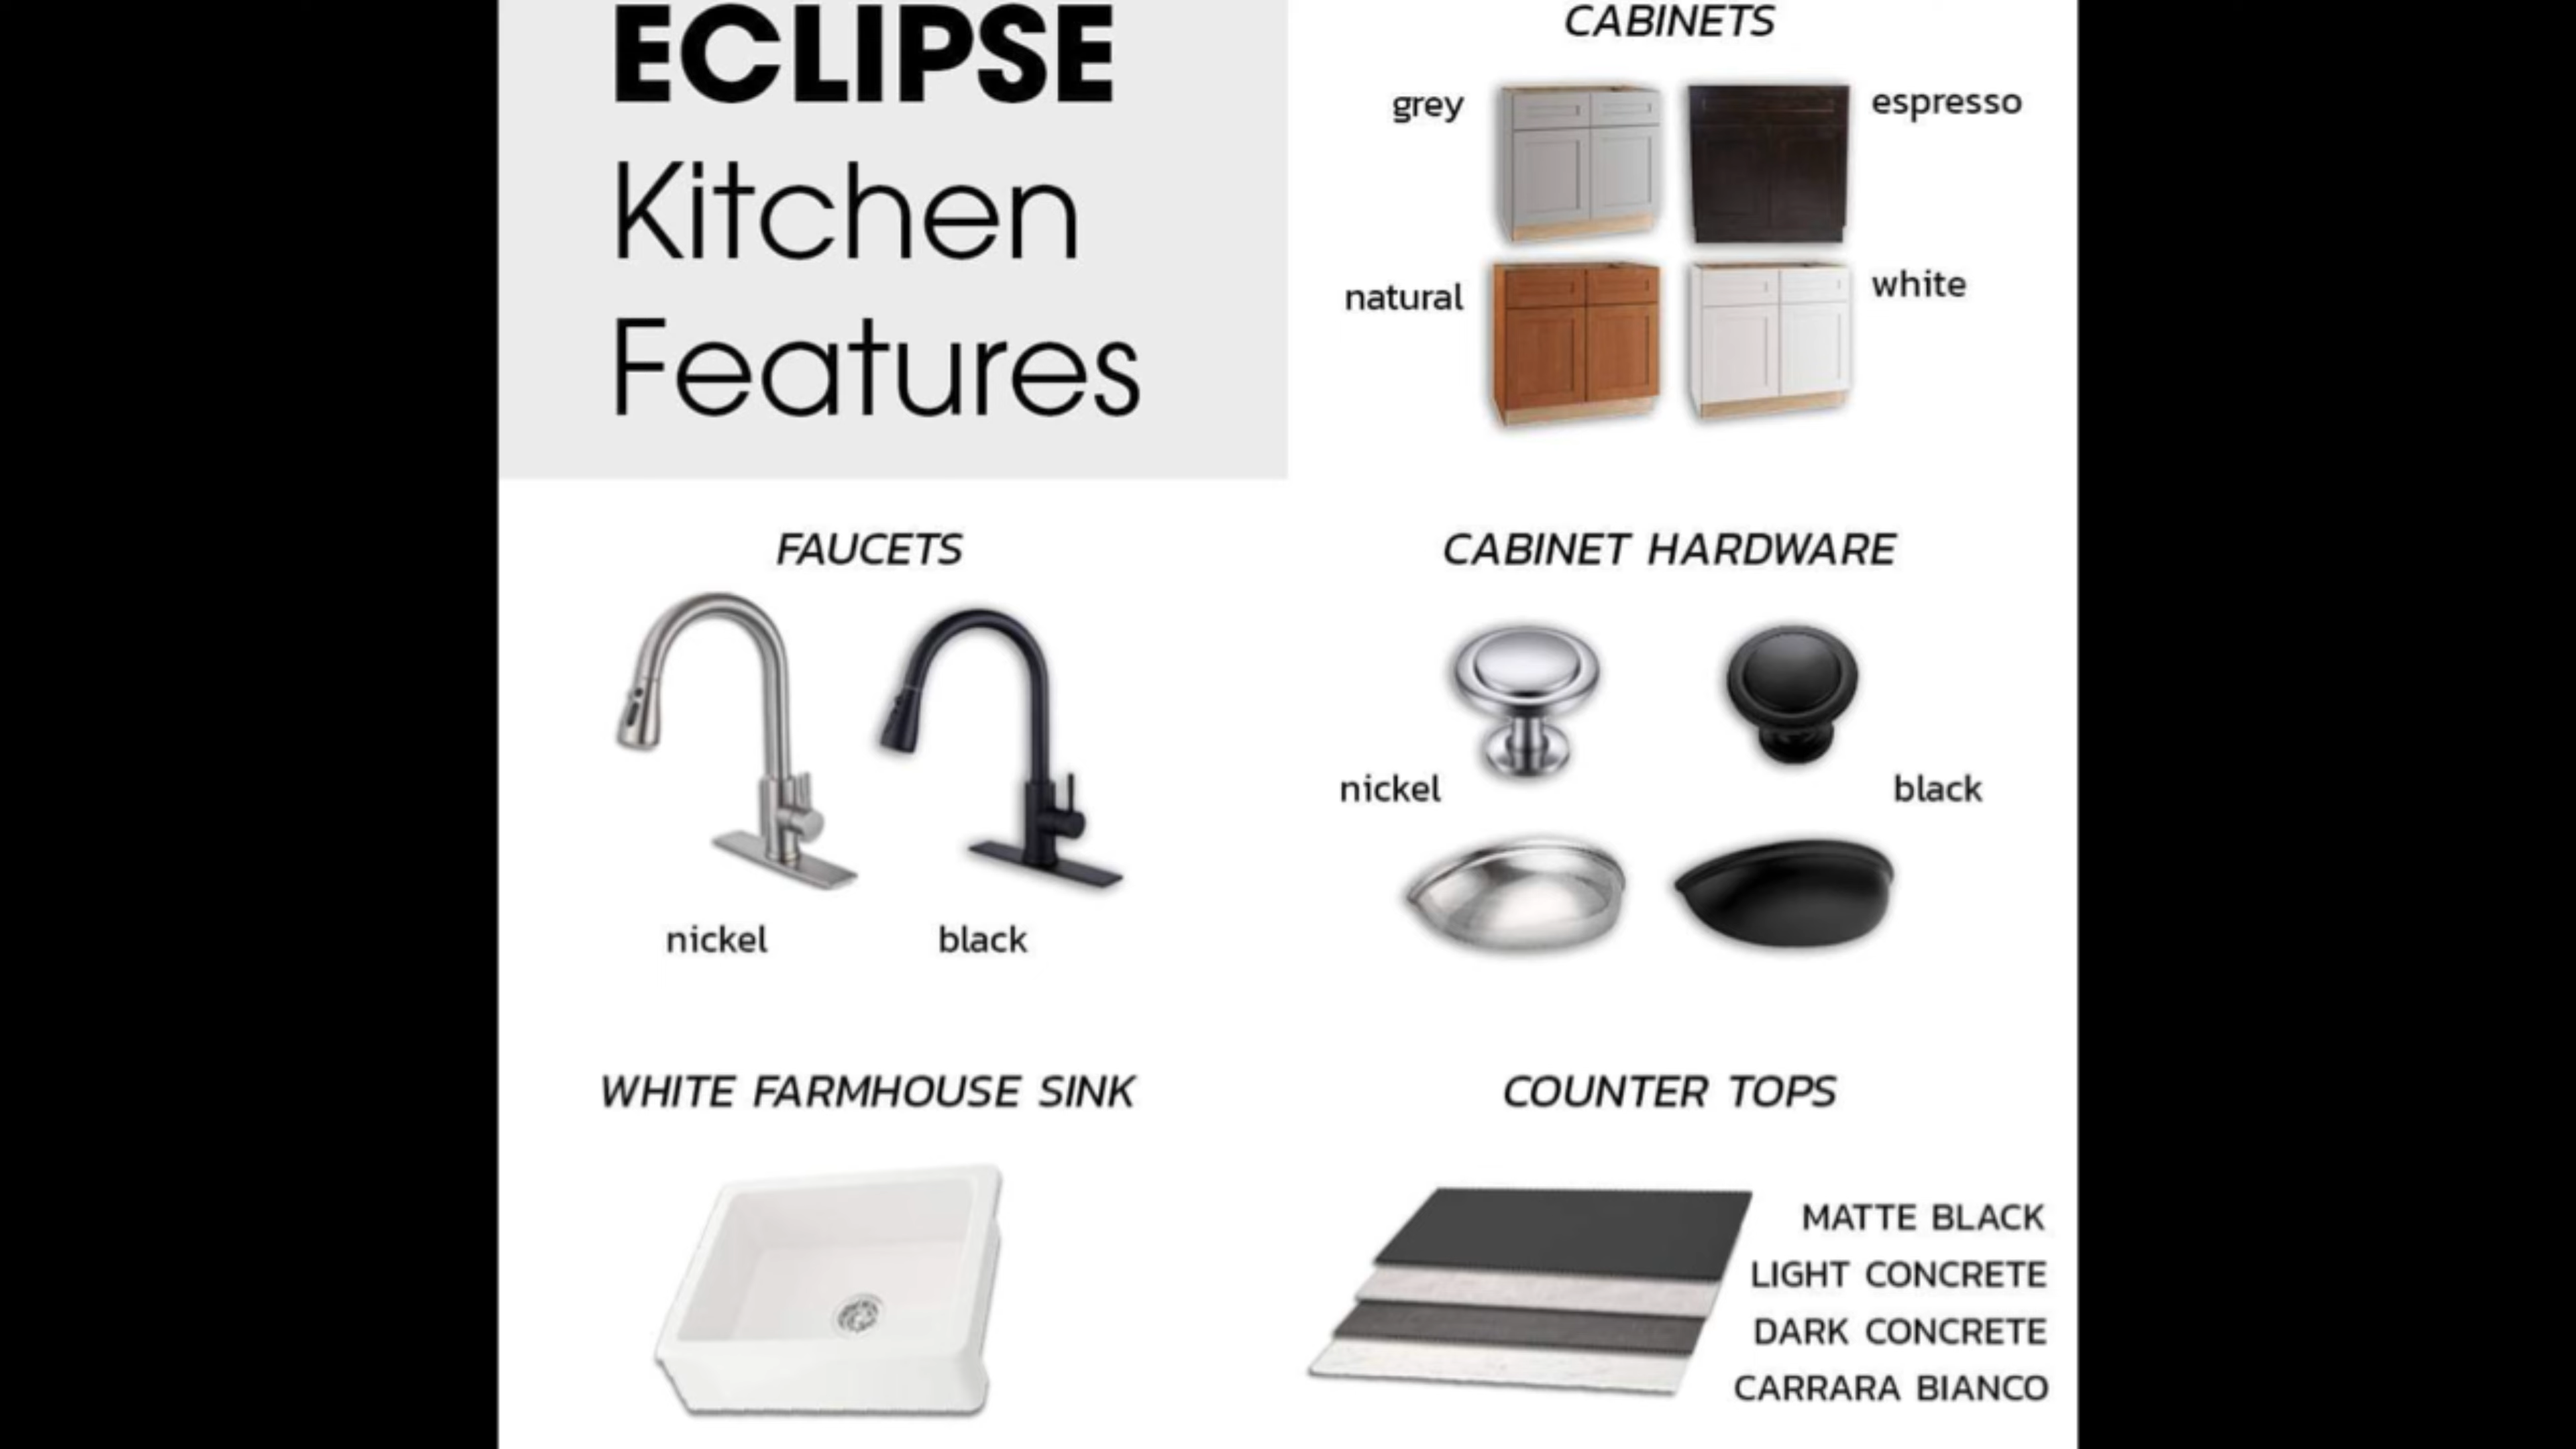 ECLIPSE
Kitchen
Features
CABINETS
grey
espresso
natural
white
FAUCETS
nickel
black
CABINET HARDWARE
nickel
black
WHITE FARMHOUSE SINK
COUNTER TOPS
MATTE BLACK
LIGHT CONCRETE
DARK CONCRETE
CARRARA BIANCO